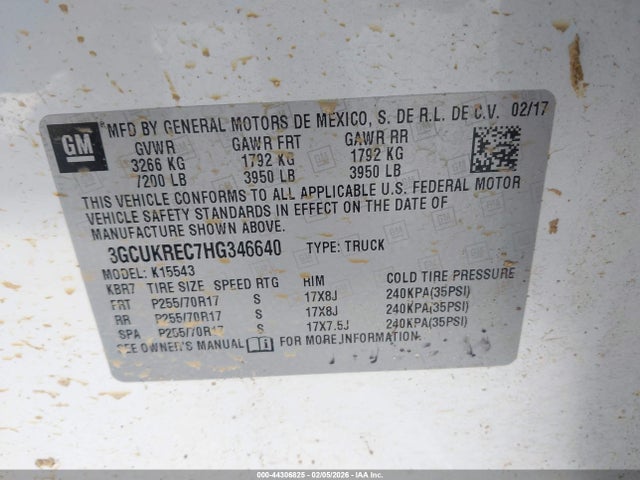 GM ® MFD BY GENERAL MOTORS DE MEXICO, S. DE R.L. DE C.V. 02/17
GVWR GAWR FRT GAWR RR
3266 KG 1792 KG 1792 KG
7200 LB 3950 LB 3950 LB
THIS VEHICLE CONFORMS TO ALL APPLICABLE U.S. FEDERAL MOTOR
VEHICLE SAFETY STANDARDS IN EFFECT ON THE DATE OF
MANUFACTURE SHOWN ABOVE.
3GCUKREC7HG346640 TYPE: TRUCK
MODEL: K15543
KBR7 TIRE SIZE SPEED RTG RIM COLD TIRE PRESSURE
FRT P255/70R17 S 17X8J 240KPA(35PSI)
RR P255/70R17 S 17X8J 240KPA(35PSI)
SPA P255/70R17 S 17X7.5J 240KPA(35PSI)
SEE OWNER'S MANUAL FOR MORE INFORMATION
000-44306825 - 02/05/2026 - IAA Inc.